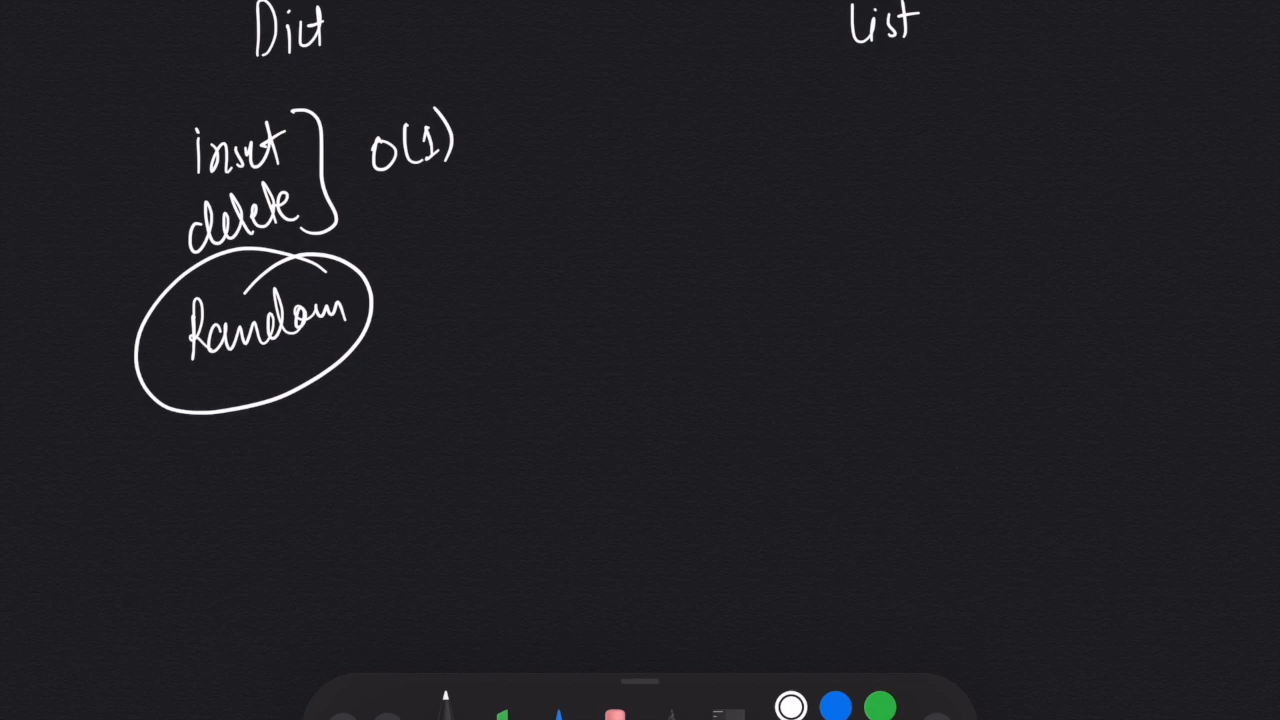 Dict
List
insert
delete
O(1)
Random